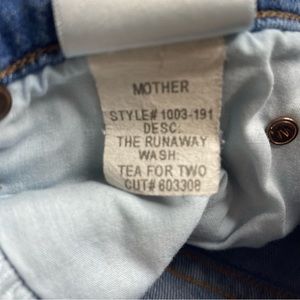 MOTHER
STYLE# 1003-191
DESC:
THE RUNAWAY
WASH:
TEA FOR TWO
CUT# 603308